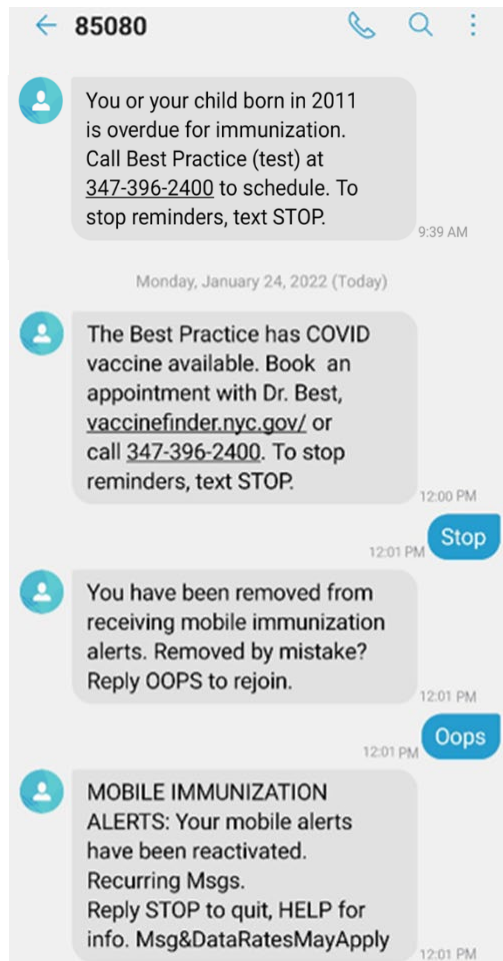 85080
You or your child born in 2011
is overdue for immunization.
Call Best Practice (test) at
347-396-2400 to schedule. To
stop reminders, text STOP.
9:39 AM
Monday, January 24, 2022 (Today)
The Best Practice has COVID
vaccine available. Book  an
appointment with Dr. Best,
vaccinefinder.nyc.gov/ or
call 347-396-2400. To stop
reminders, text STOP.
12:00 PM
Stop
12:01 PM
You have been removed from
receiving mobile immunization
alerts. Removed by mistake?
Reply OOPS to rejoin.
12:01 PM
Oops
12:01 PM
MOBILE IMMUNIZATION
ALERTS: Your mobile alerts
have been reactivated.
Recurring Msgs.
Reply STOP to quit, HELP for
info. Msg&DataRatesMayApply
12:01 PM